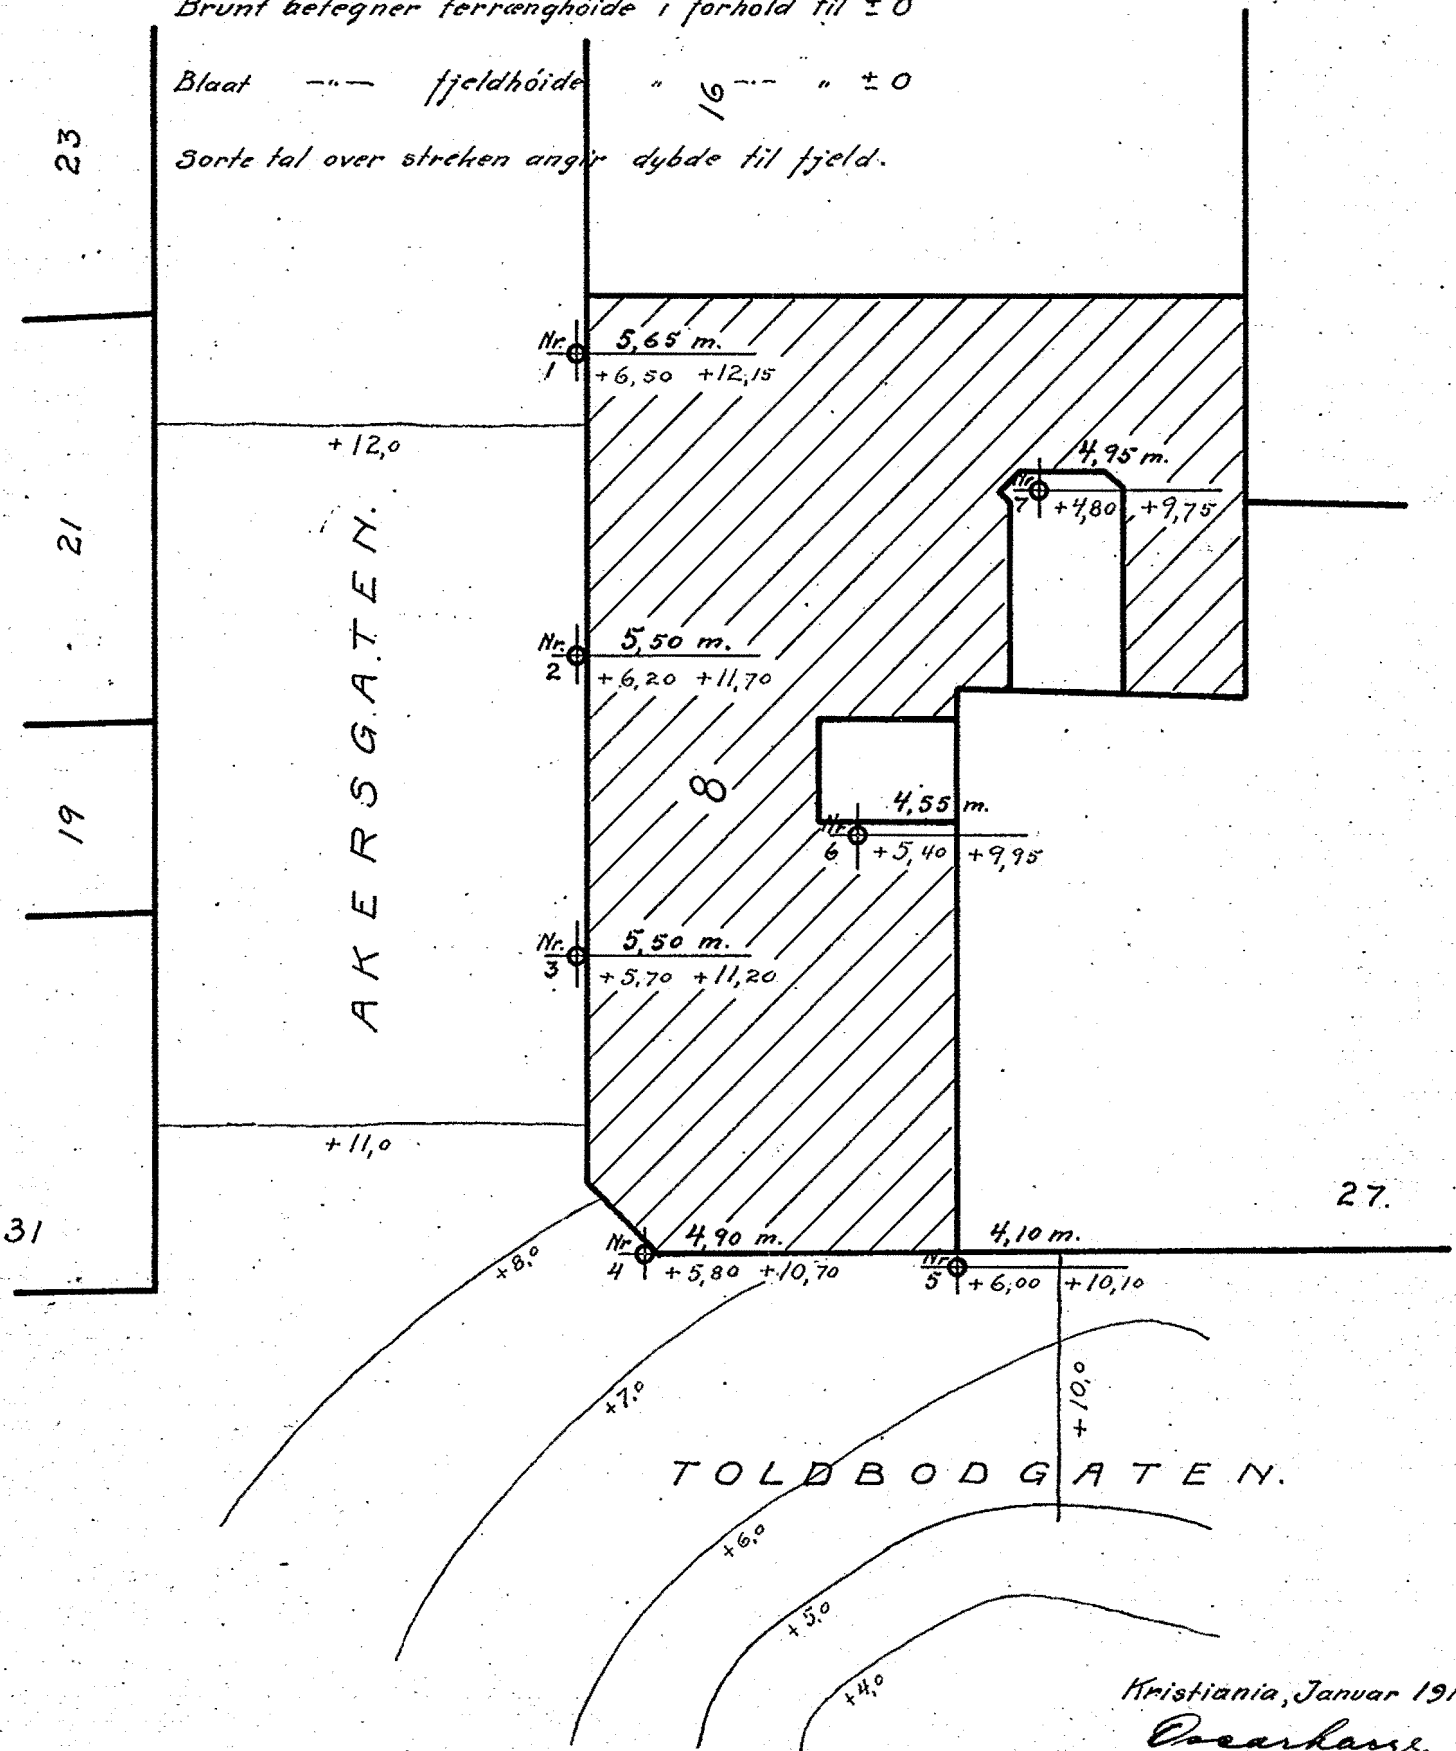 Brunt betegner terrænghöide i forhold til ± 0
Blaat —"— fjeldhöide " —"— " ± 0
Sorte tal over streken angir dybde til fjeld.
16
23
21
19
31
27.
8
AKERSGATEN.
TOLDBODGATEN.
Nr. 1
5,65 m.
+6,50 +12,15
+12,0
4,95 m.
Nr. 7
+4,80 +9,75
Nr. 2
5,50 m.
+6,20 +11,70
4,55 m.
Nr. 6
+5,40 +9,95
Nr. 3
5,50 m.
+5,70 +11,20
+11,0
Nr 4
4,90 m.
+5,80 +10,70
4,10 m.
Nr. 5
+6,00 +10,10
+8,0
+7,0
+10,0
+6,0
+5,0
+4,0
Kristiania, Januar 191